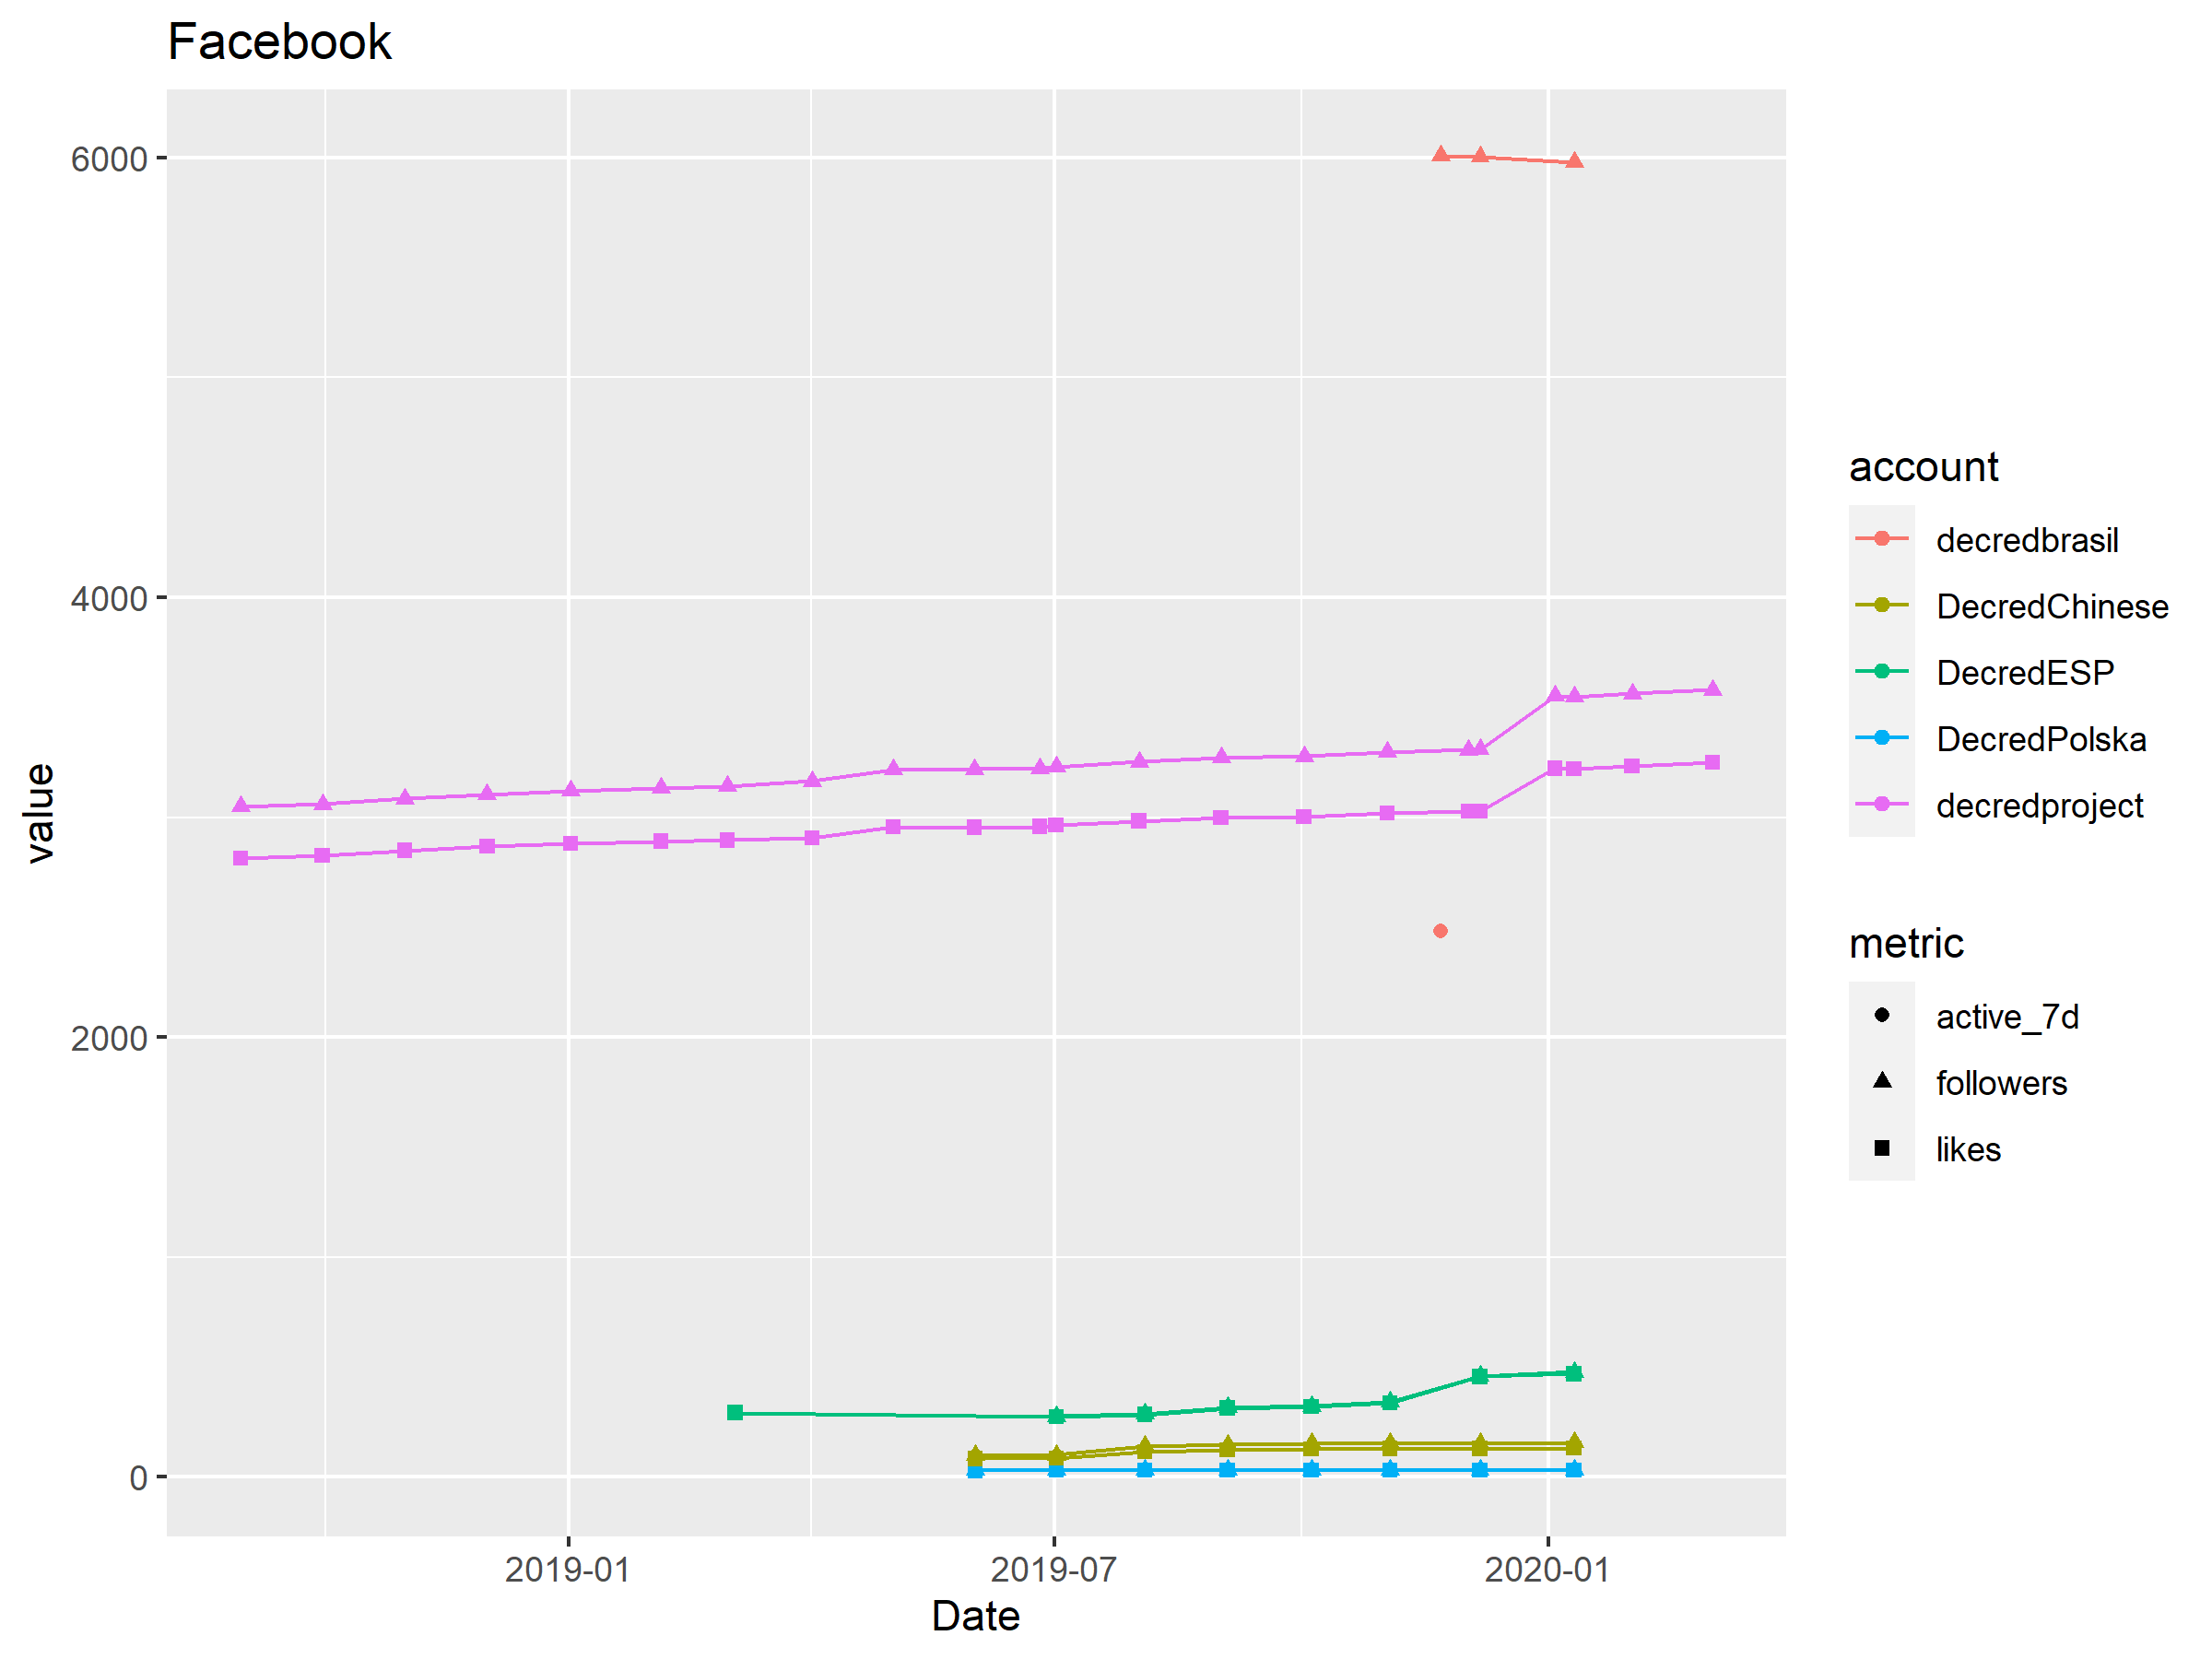 Facebook
6000
4000
2000
0
value
2019-01
2019-07
2020-01
Date
account
decredbrasil
DecredChinese
DecredESP
DecredPolska
decredproject
metric
active_7d
followers
likes